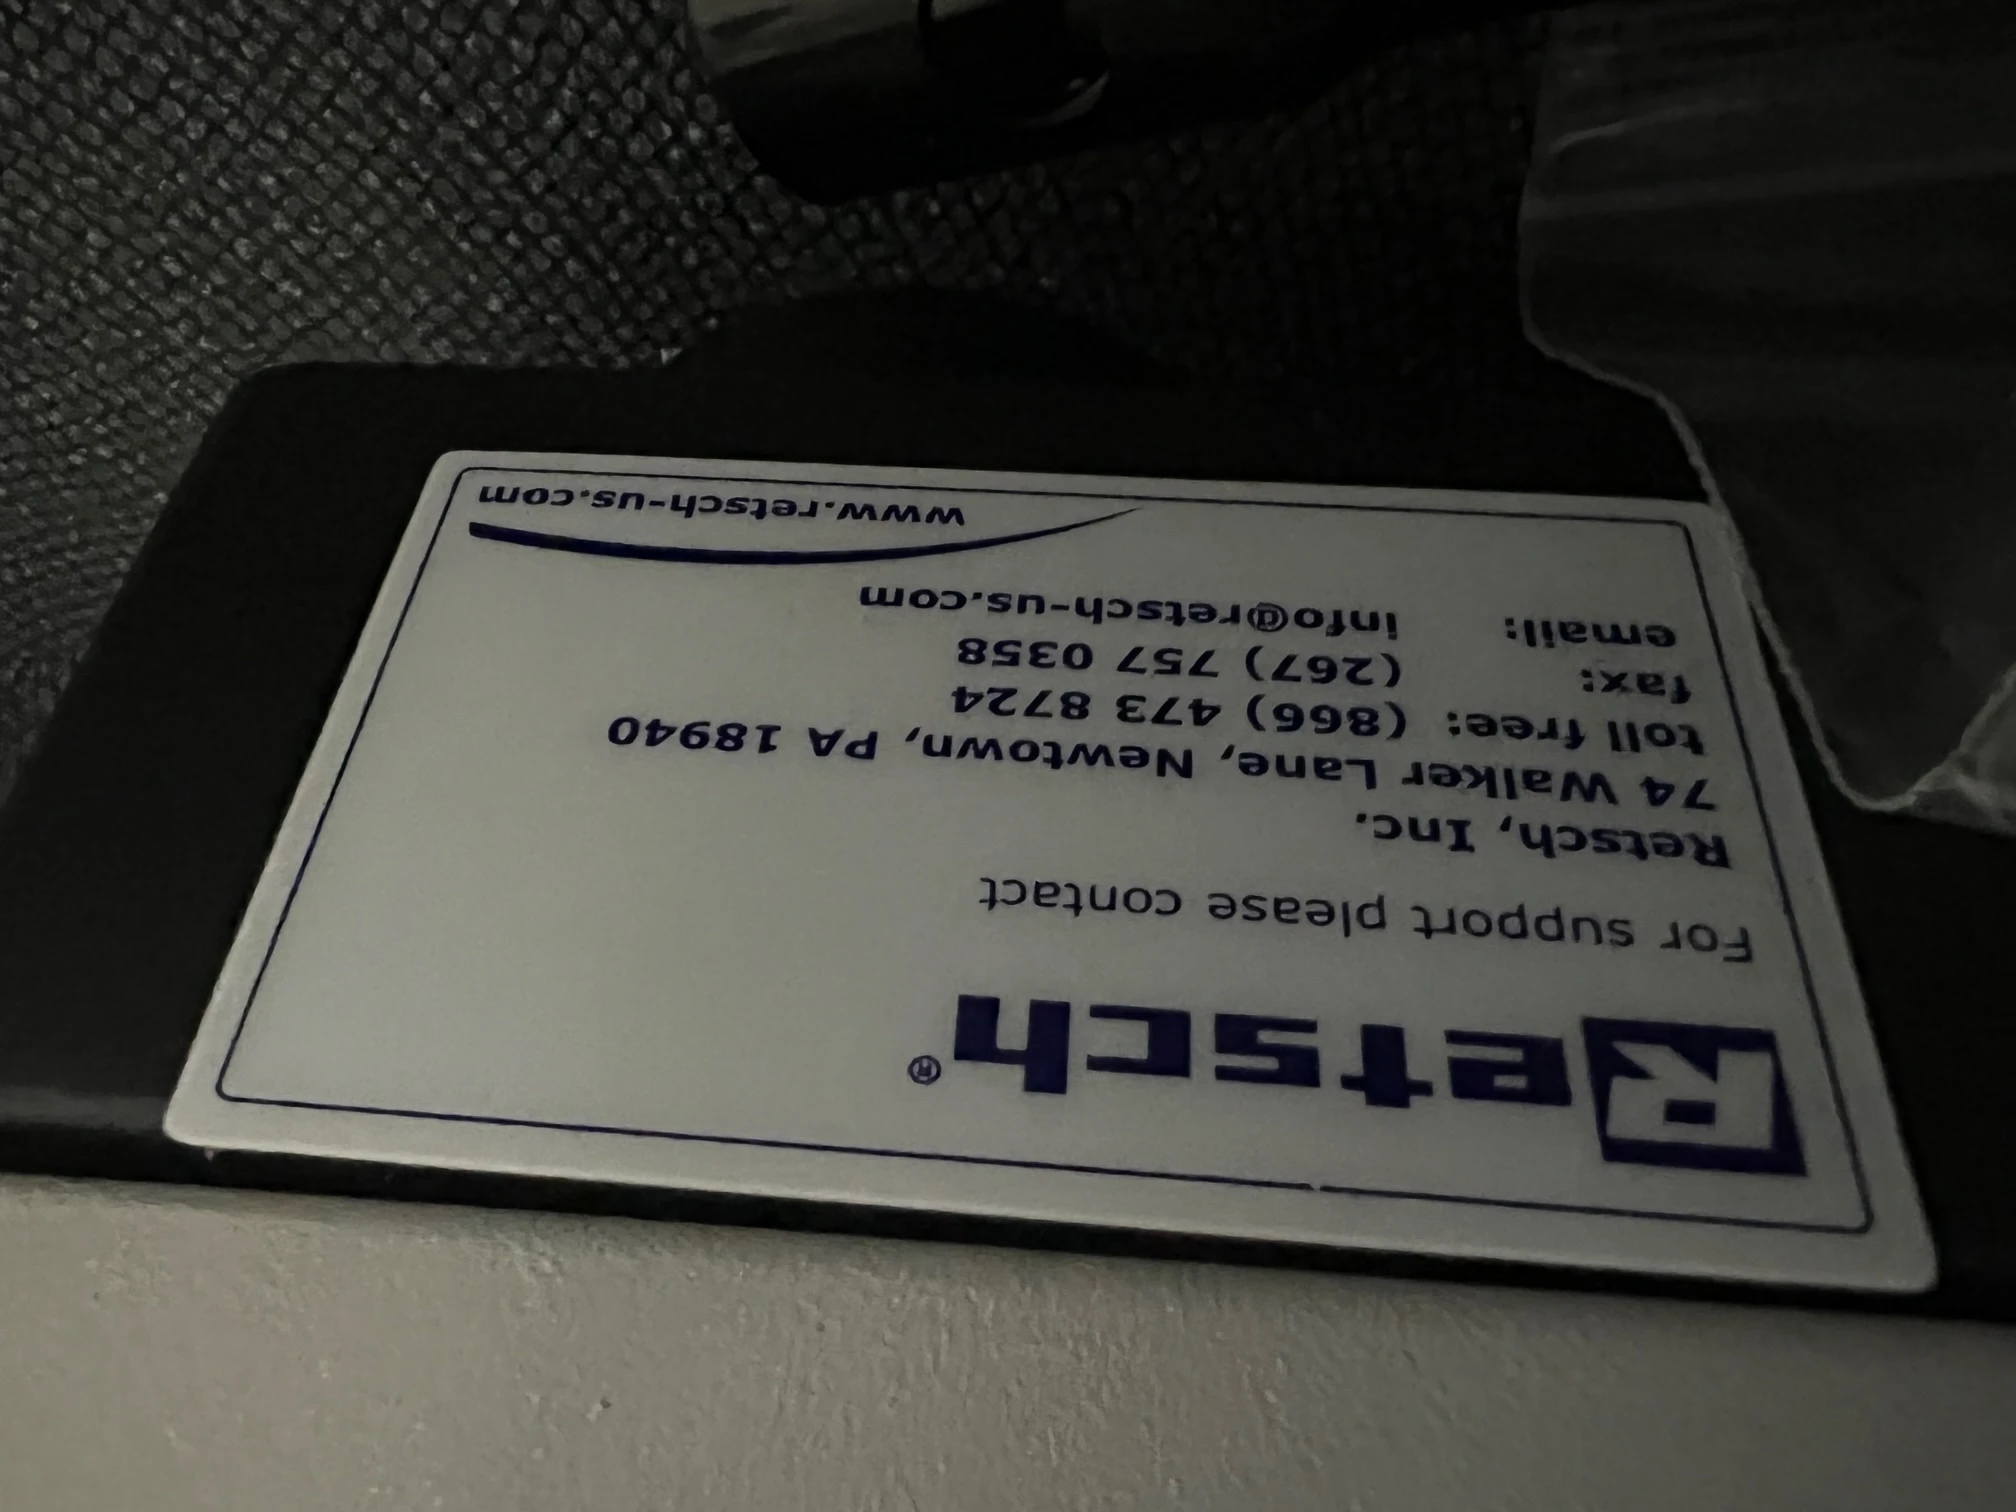 Retsch®
For support please contact
Retsch, Inc.
74 Walker Lane, Newtown, PA 18940
toll free: (866) 473 8724
fax: (267) 757 0358
email: info@retsch-us.com
www.retsch-us.com